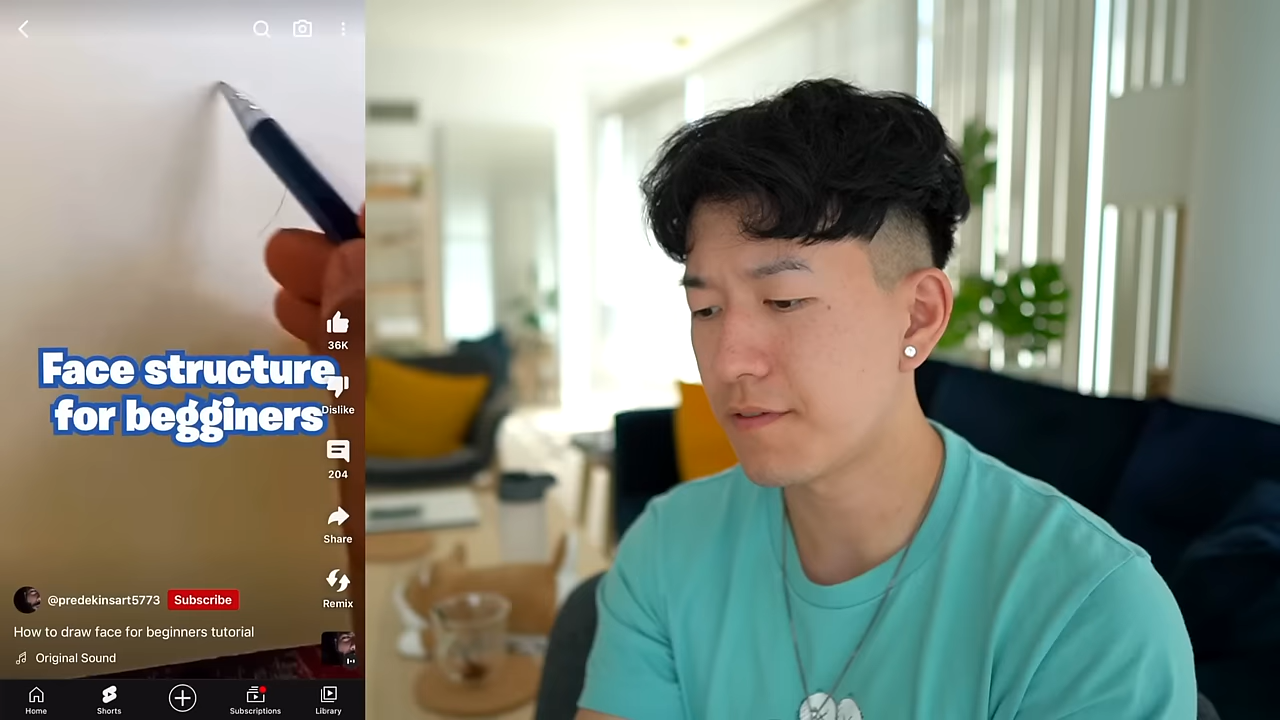 Face structure
for begginers
36K
Dislike
204
Share
Remix
@predekinsart5773
Subscribe
How to draw face for beginners tutorial
Original Sound
Home
Shorts
Subscriptions
Library